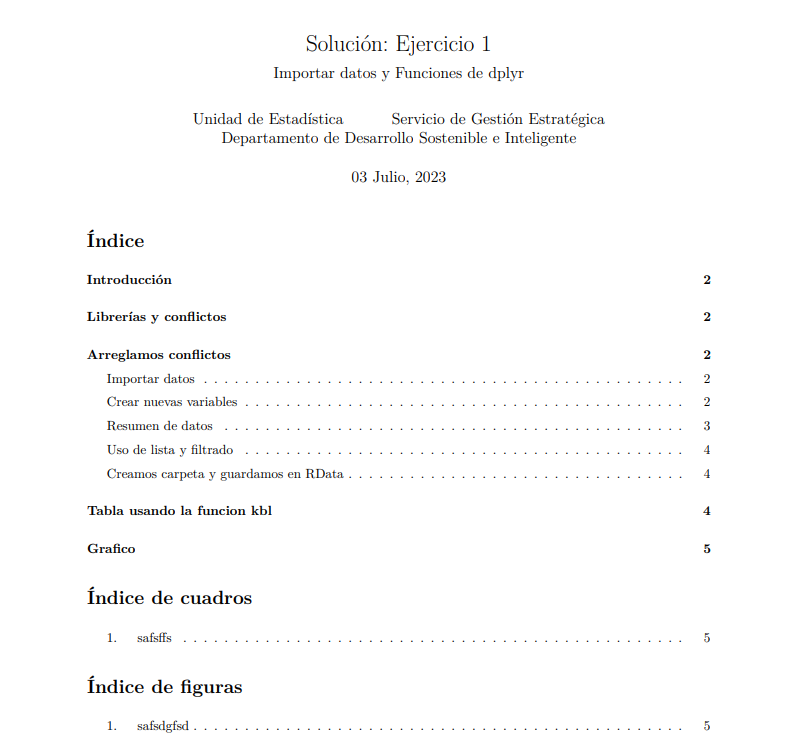 Solución: Ejercicio 1
Importar datos y Funciones de dplyr
Unidad de Estadística Servicio de Gestión Estratégica
Departamento de Desarrollo Sostenible e Inteligente
03 Julio, 2023
Índice
Introducción 2
Librerías y conflictos 2
Arreglamos conflictos 2
Importar datos . . . . . . . . . . . . . . . . . . . . . . . . . . . . . . . . . . . . . . . . . . . . . . . 2
Crear nuevas variables . . . . . . . . . . . . . . . . . . . . . . . . . . . . . . . . . . . . . . . . . . . 2
Resumen de datos . . . . . . . . . . . . . . . . . . . . . . . . . . . . . . . . . . . . . . . . . . . . . 3
Uso de lista y filtrado . . . . . . . . . . . . . . . . . . . . . . . . . . . . . . . . . . . . . . . . . . . 4
Creamos carpeta y guardamos en RData . . . . . . . . . . . . . . . . . . . . . . . . . . . . . . . . . 4
Tabla usando la funcion kbl 4
Grafico 5
Índice de cuadros
1. safsffs . . . . . . . . . . . . . . . . . . . . . . . . . . . . . . . . . . . . . . . . . . . . . . . . . 5
Índice de figuras
1. safsdgfsd . . . . . . . . . . . . . . . . . . . . . . . . . . . . . . . . . . . . . . . . . . . . . . . . 5